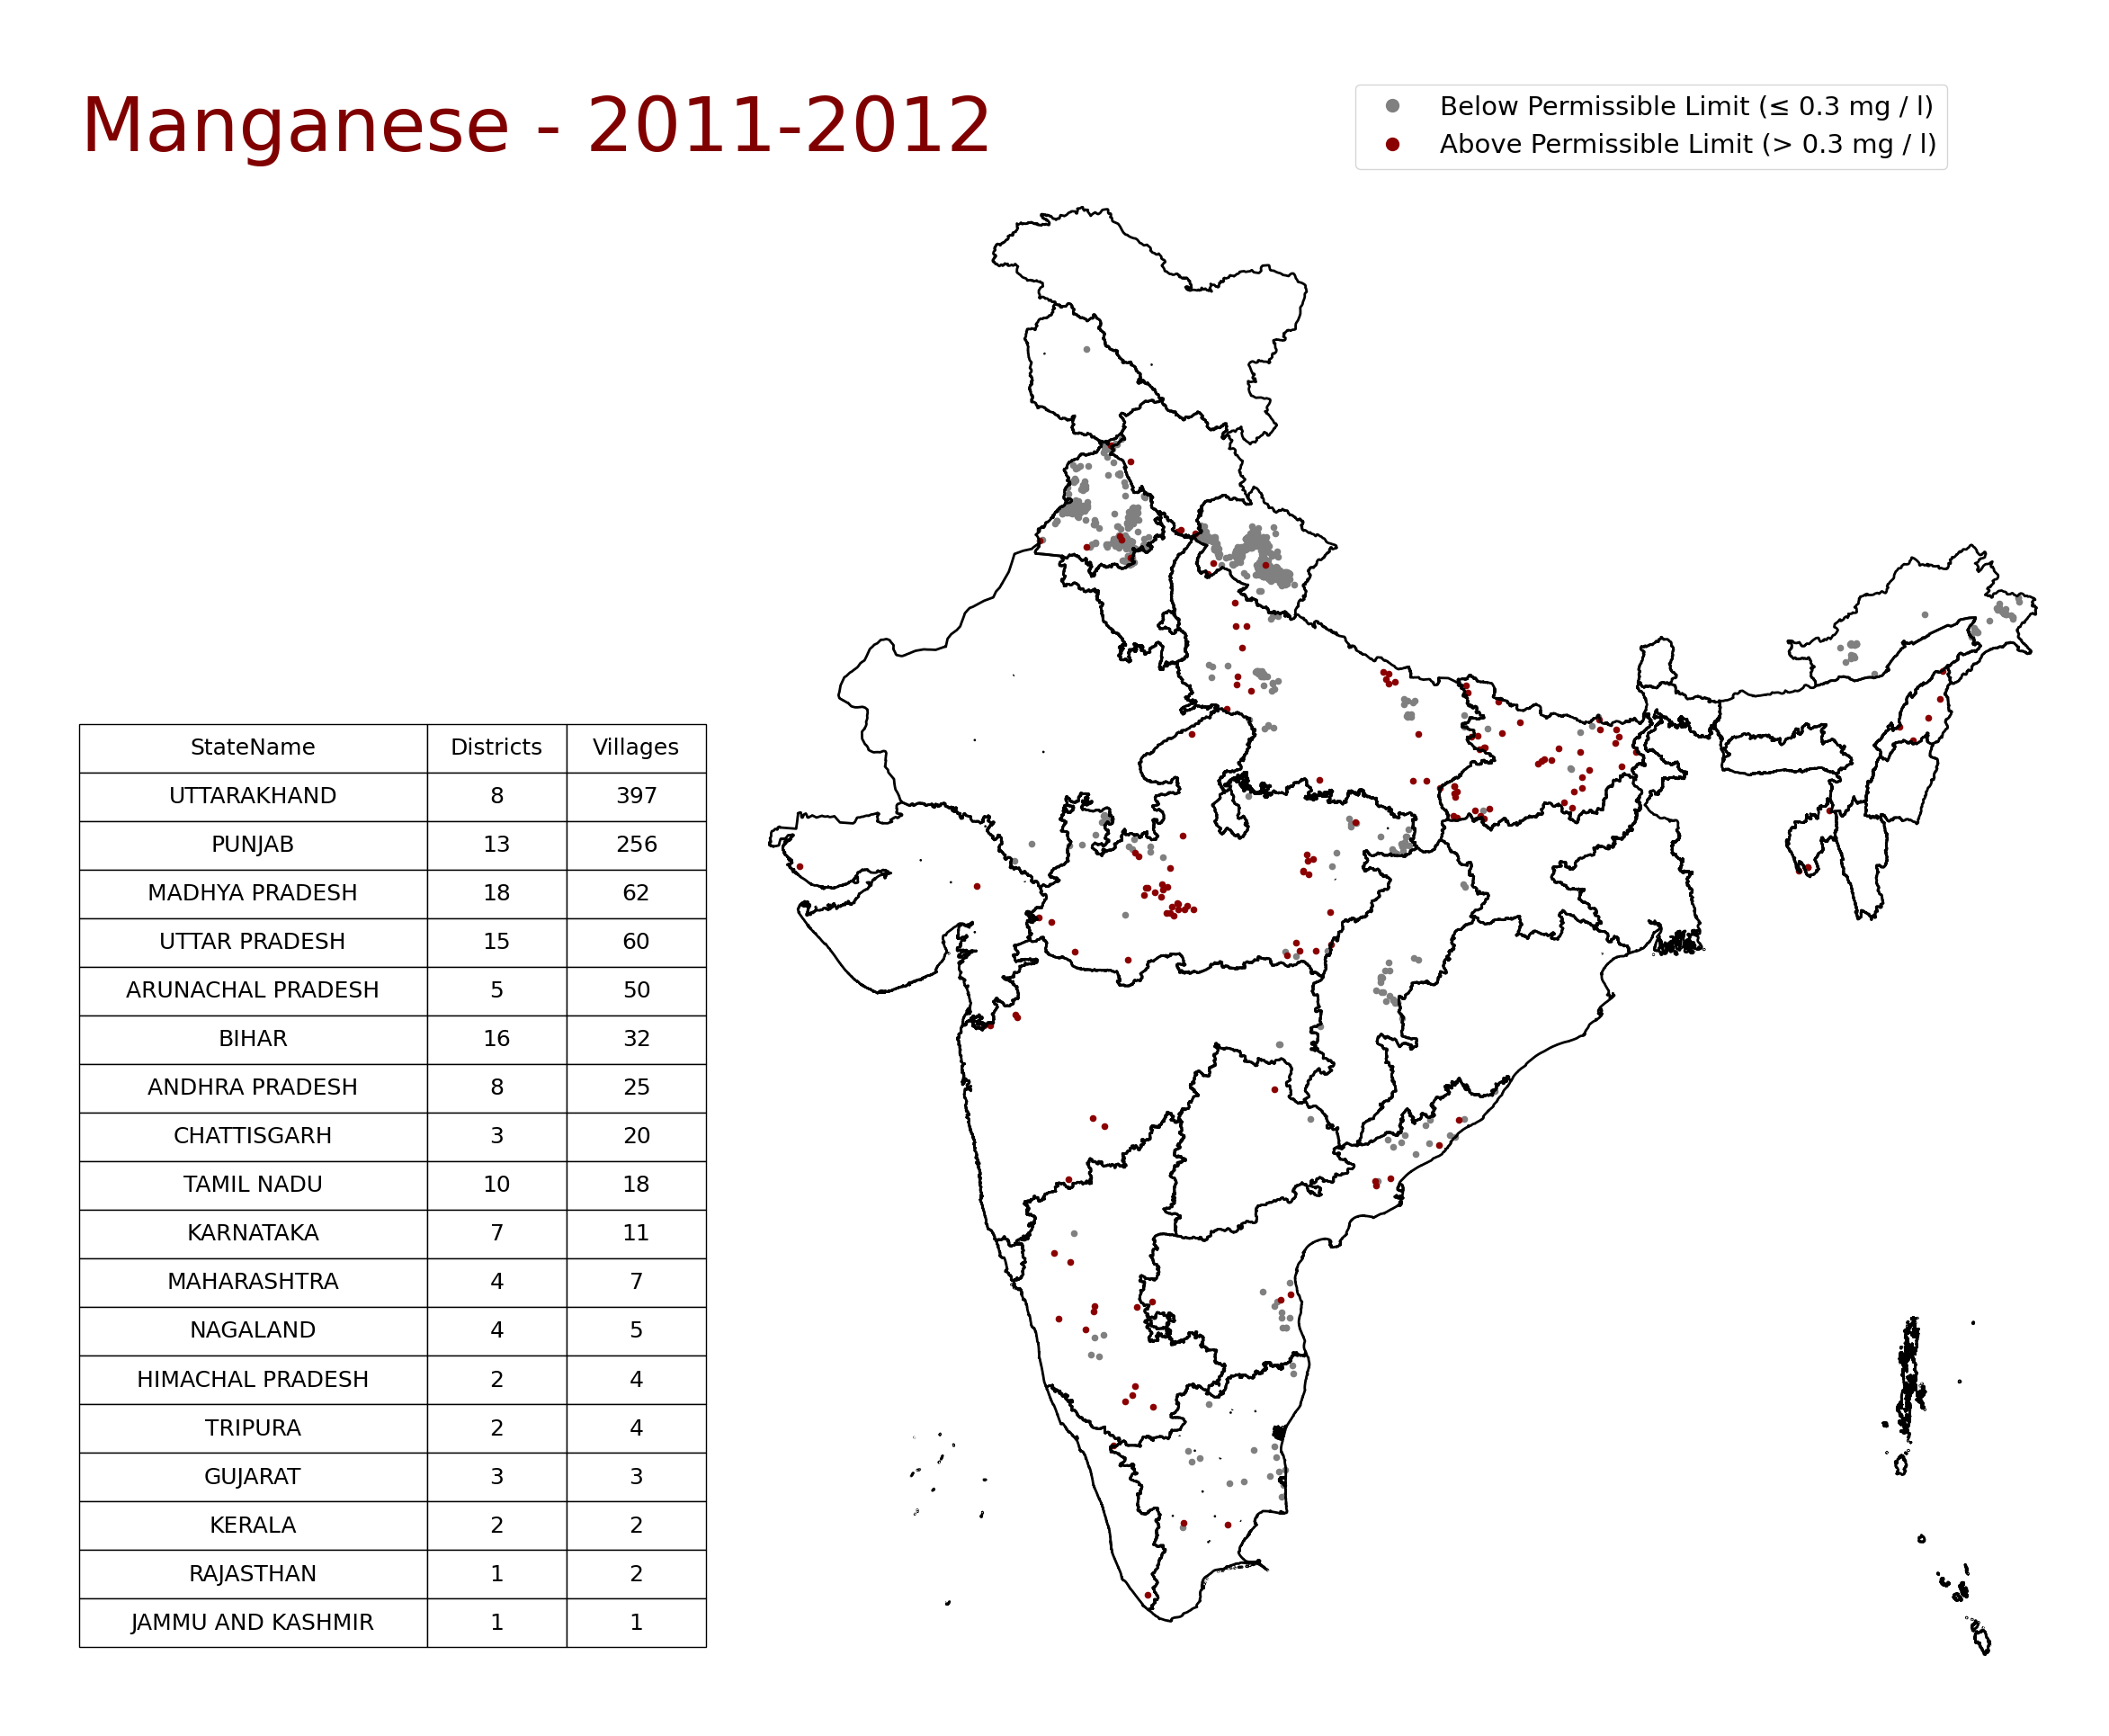 Manganese - 2011-2012
Below Permissible Limit (≤ 0.3 mg / l)
Above Permissible Limit (> 0.3 mg / l)
StateName Districts Villages
UTTARAKHAND 8 397
PUNJAB 13 256
MADHYA PRADESH 18 62
UTTAR PRADESH 15 60
ARUNACHAL PRADESH 5 50
BIHAR 16 32
ANDHRA PRADESH 8 25
CHATTISGARH 3 20
TAMIL NADU 10 18
KARNATAKA 7 11
MAHARASHTRA 4 7
NAGALAND 4 5
HIMACHAL PRADESH 2 4
TRIPURA 2 4
GUJARAT 3 3
KERALA 2 2
RAJASTHAN 1 2
JAMMU AND KASHMIR 1 1